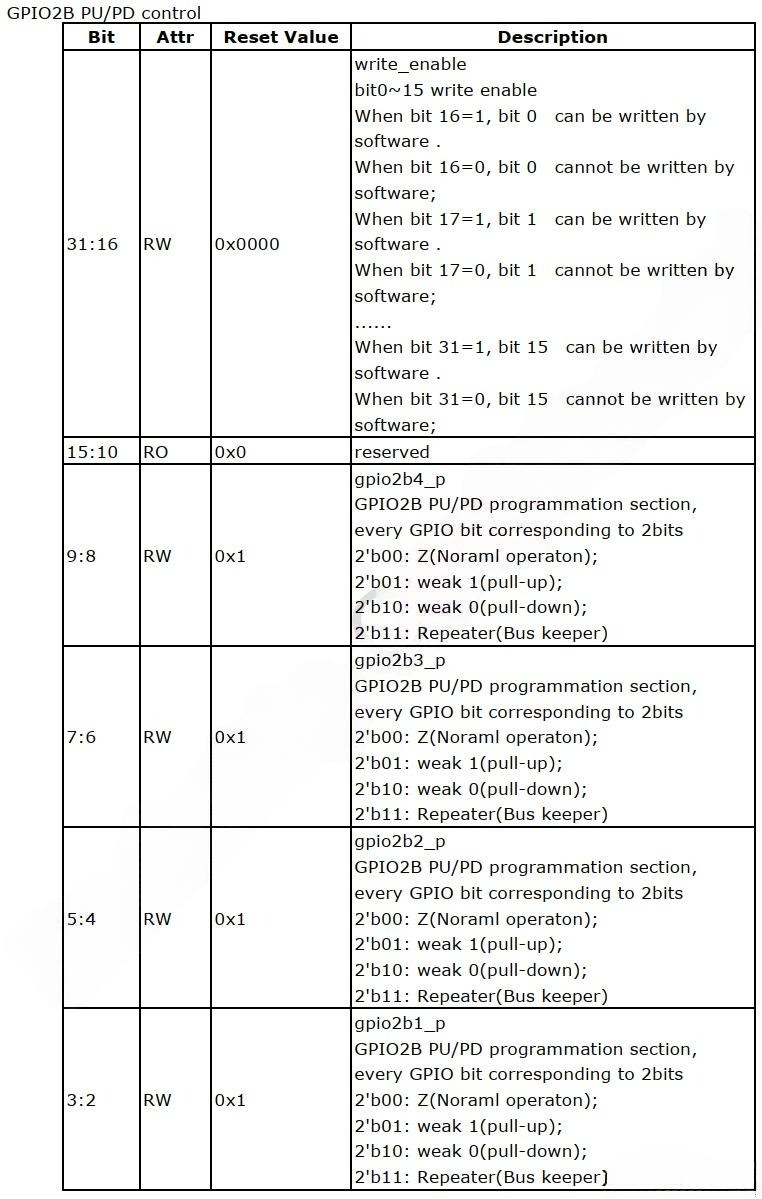 GPIO2B PU/PD control
Bit Attr Reset Value Description
31:16 RW 0x0000 write_enable
bit0~15 write enable
When bit 16=1, bit 0 can be written by
software .
When bit 16=0, bit 0 cannot be written by
software;
When bit 17=1, bit 1 can be written by
software .
When bit 17=0, bit 1 cannot be written by
software;
......
When bit 31=1, bit 15 can be written by
software .
When bit 31=0, bit 15 cannot be written by
software;
15:10 RO 0x0 reserved
9:8 RW 0x1 gpio2b4_p
GPIO2B PU/PD programmation section,
every GPIO bit corresponding to 2bits
2'b00: Z(Noraml operaton);
2'b01: weak 1(pull-up);
2'b10: weak 0(pull-down);
2'b11: Repeater(Bus keeper)
7:6 RW 0x1 gpio2b3_p
GPIO2B PU/PD programmation section,
every GPIO bit corresponding to 2bits
2'b00: Z(Noraml operaton);
2'b01: weak 1(pull-up);
2'b10: weak 0(pull-down);
2'b11: Repeater(Bus keeper)
5:4 RW 0x1 gpio2b2_p
GPIO2B PU/PD programmation section,
every GPIO bit corresponding to 2bits
2'b00: Z(Noraml operaton);
2'b01: weak 1(pull-up);
2'b10: weak 0(pull-down);
2'b11: Repeater(Bus keeper)
3:2 RW 0x1 gpio2b1_p
GPIO2B PU/PD programmation section,
every GPIO bit corresponding to 2bits
2'b00: Z(Noraml operaton);
2'b01: weak 1(pull-up);
2'b10: weak 0(pull-down);
2'b11: Repeater(Bus keeper)